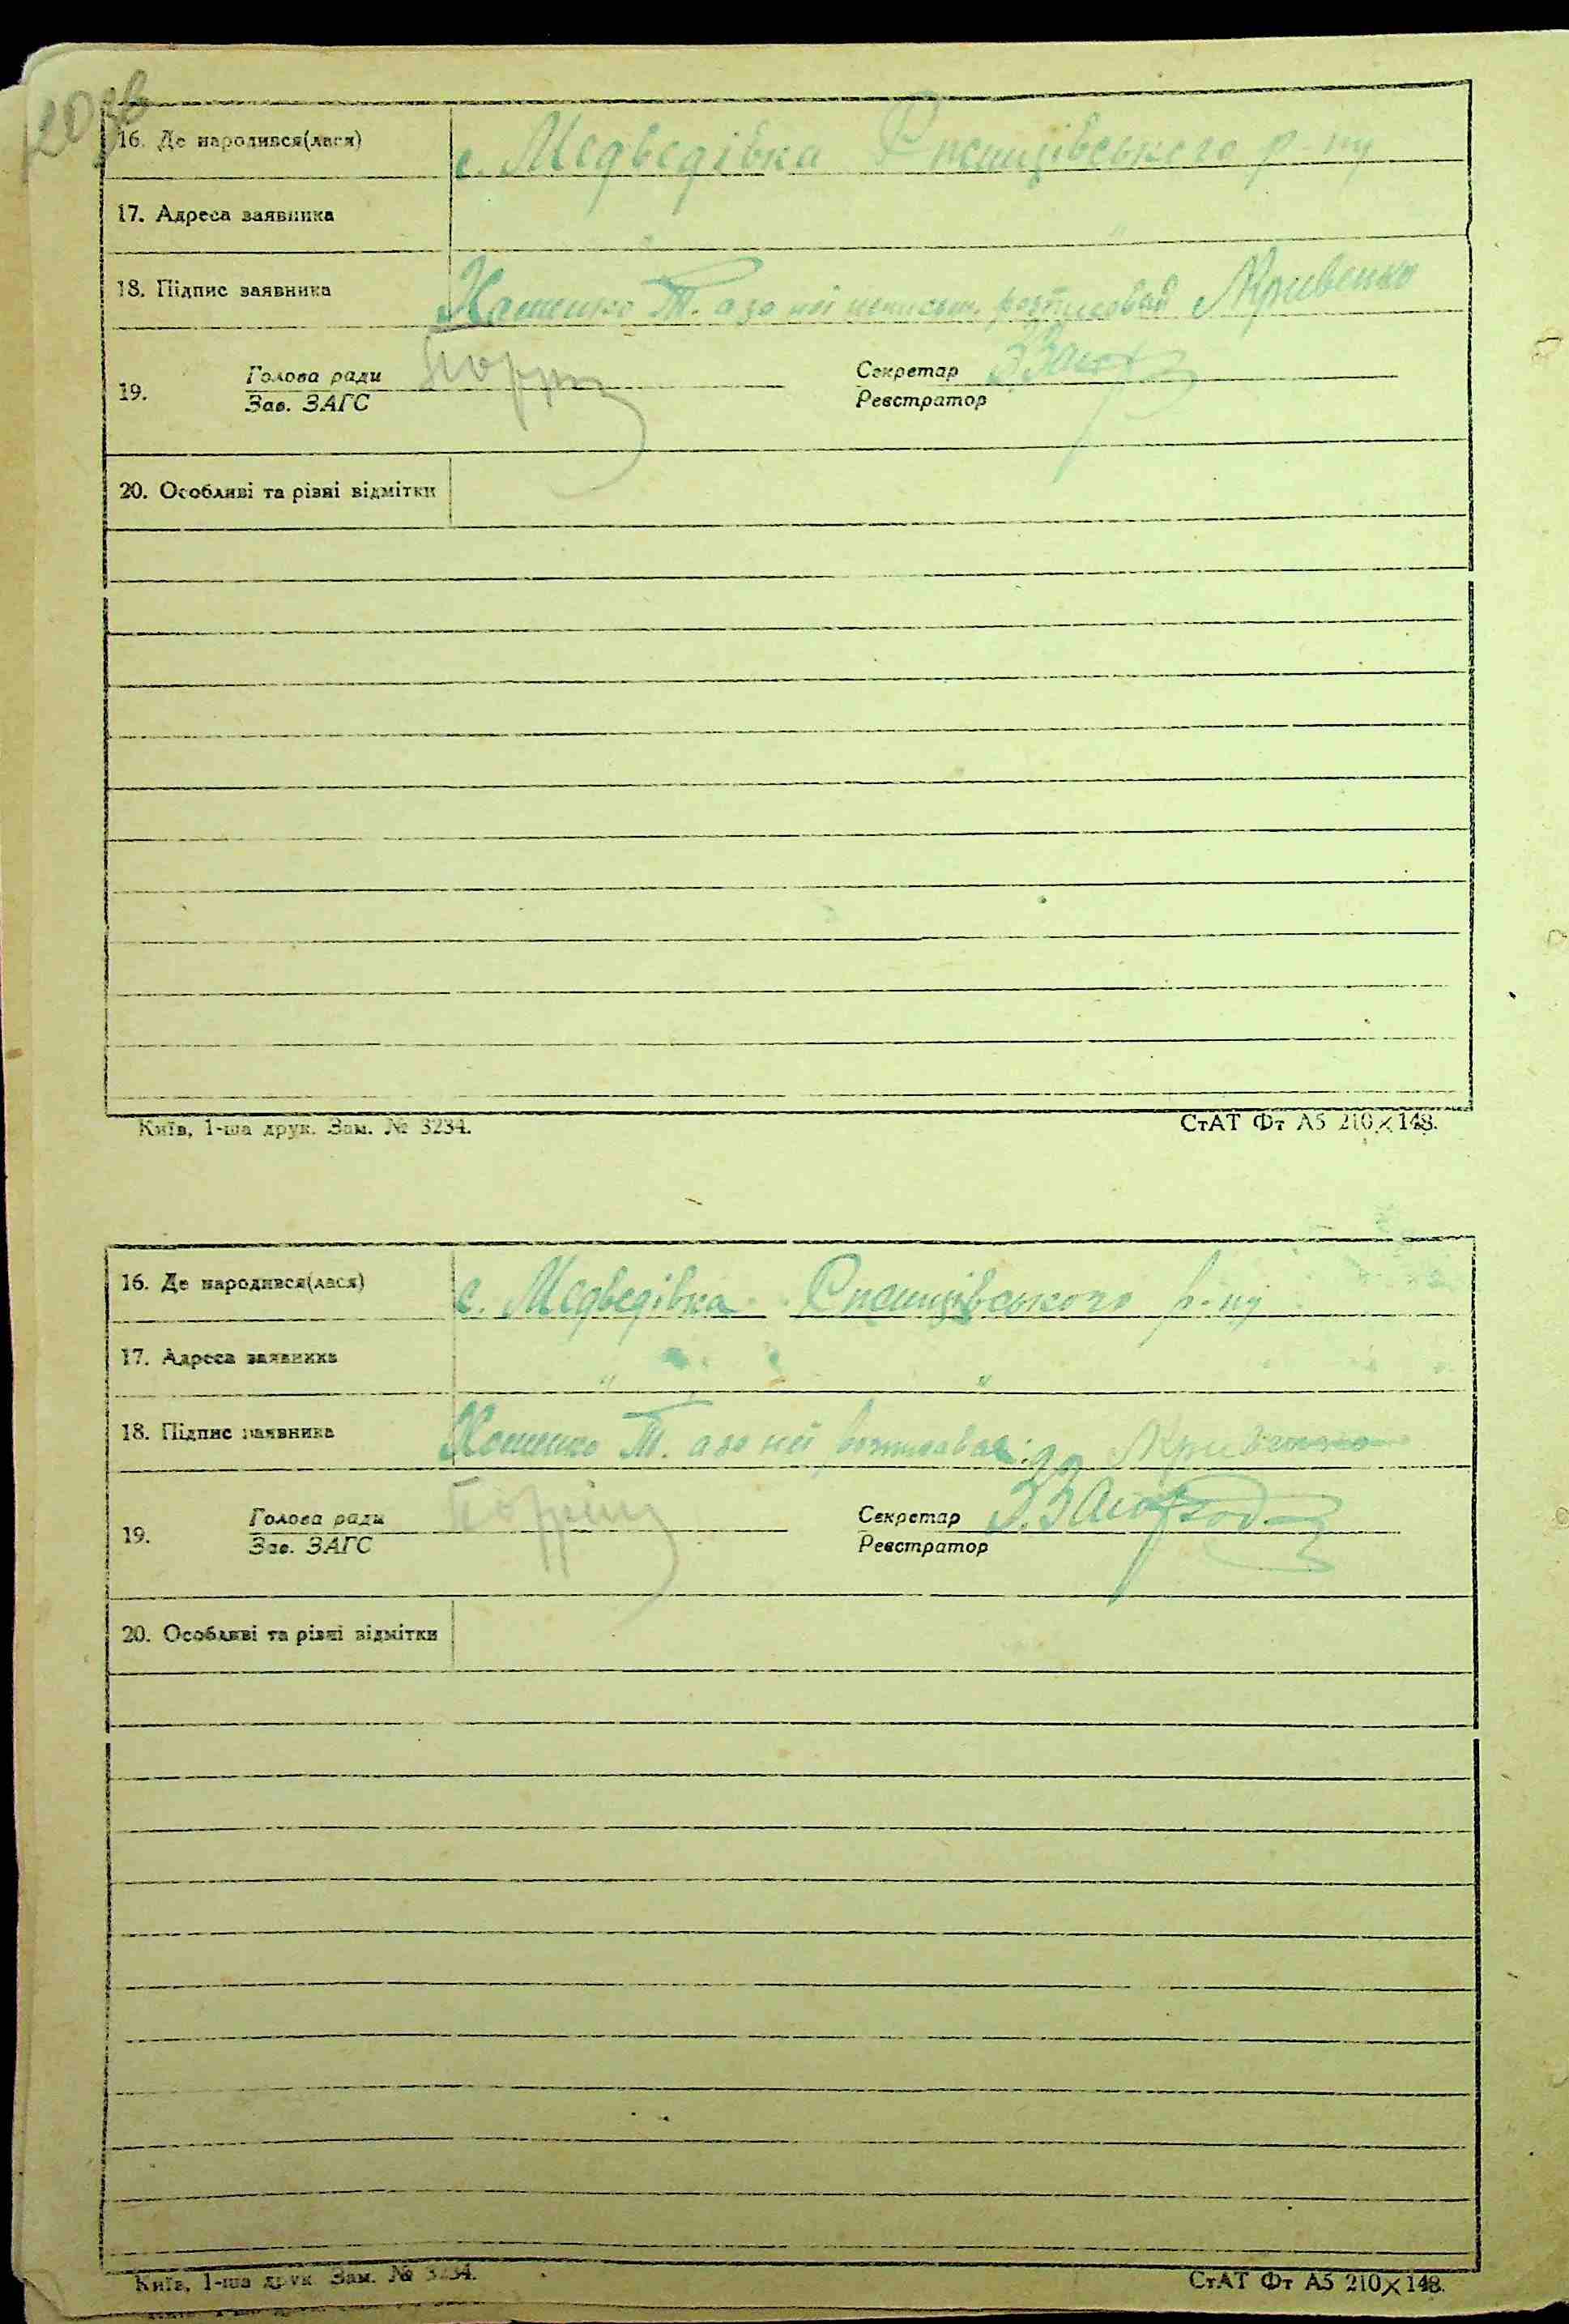 20зв
16. Де народився(лася) с. Медведівка Єнещівського р-ну
17. Адреса заявника " "
18. Підпис заявника Кошенко Т. а за неї неписьм. розписався Кривенко
19. Голова ради Секретар
Зав. ЗАГС Реєстратор
20. Особливі та різні відмітки
Київ, 1-ша друк. Зам. № 3234. СтАТ Фт А5 210×148.
16. Де народився(лася) с. Медведівка р-ну
17. Адреса заявника " "
18. Підпис заявника Кошенко Т. а за неї Кривенко
19. Голова ради Секретар
Зав. ЗАГС Реєстратор
20. Особливі та різні відмітки
Київ, 1-ша друк. Зам. № 3234. СтАТ Фт А5 210×148.